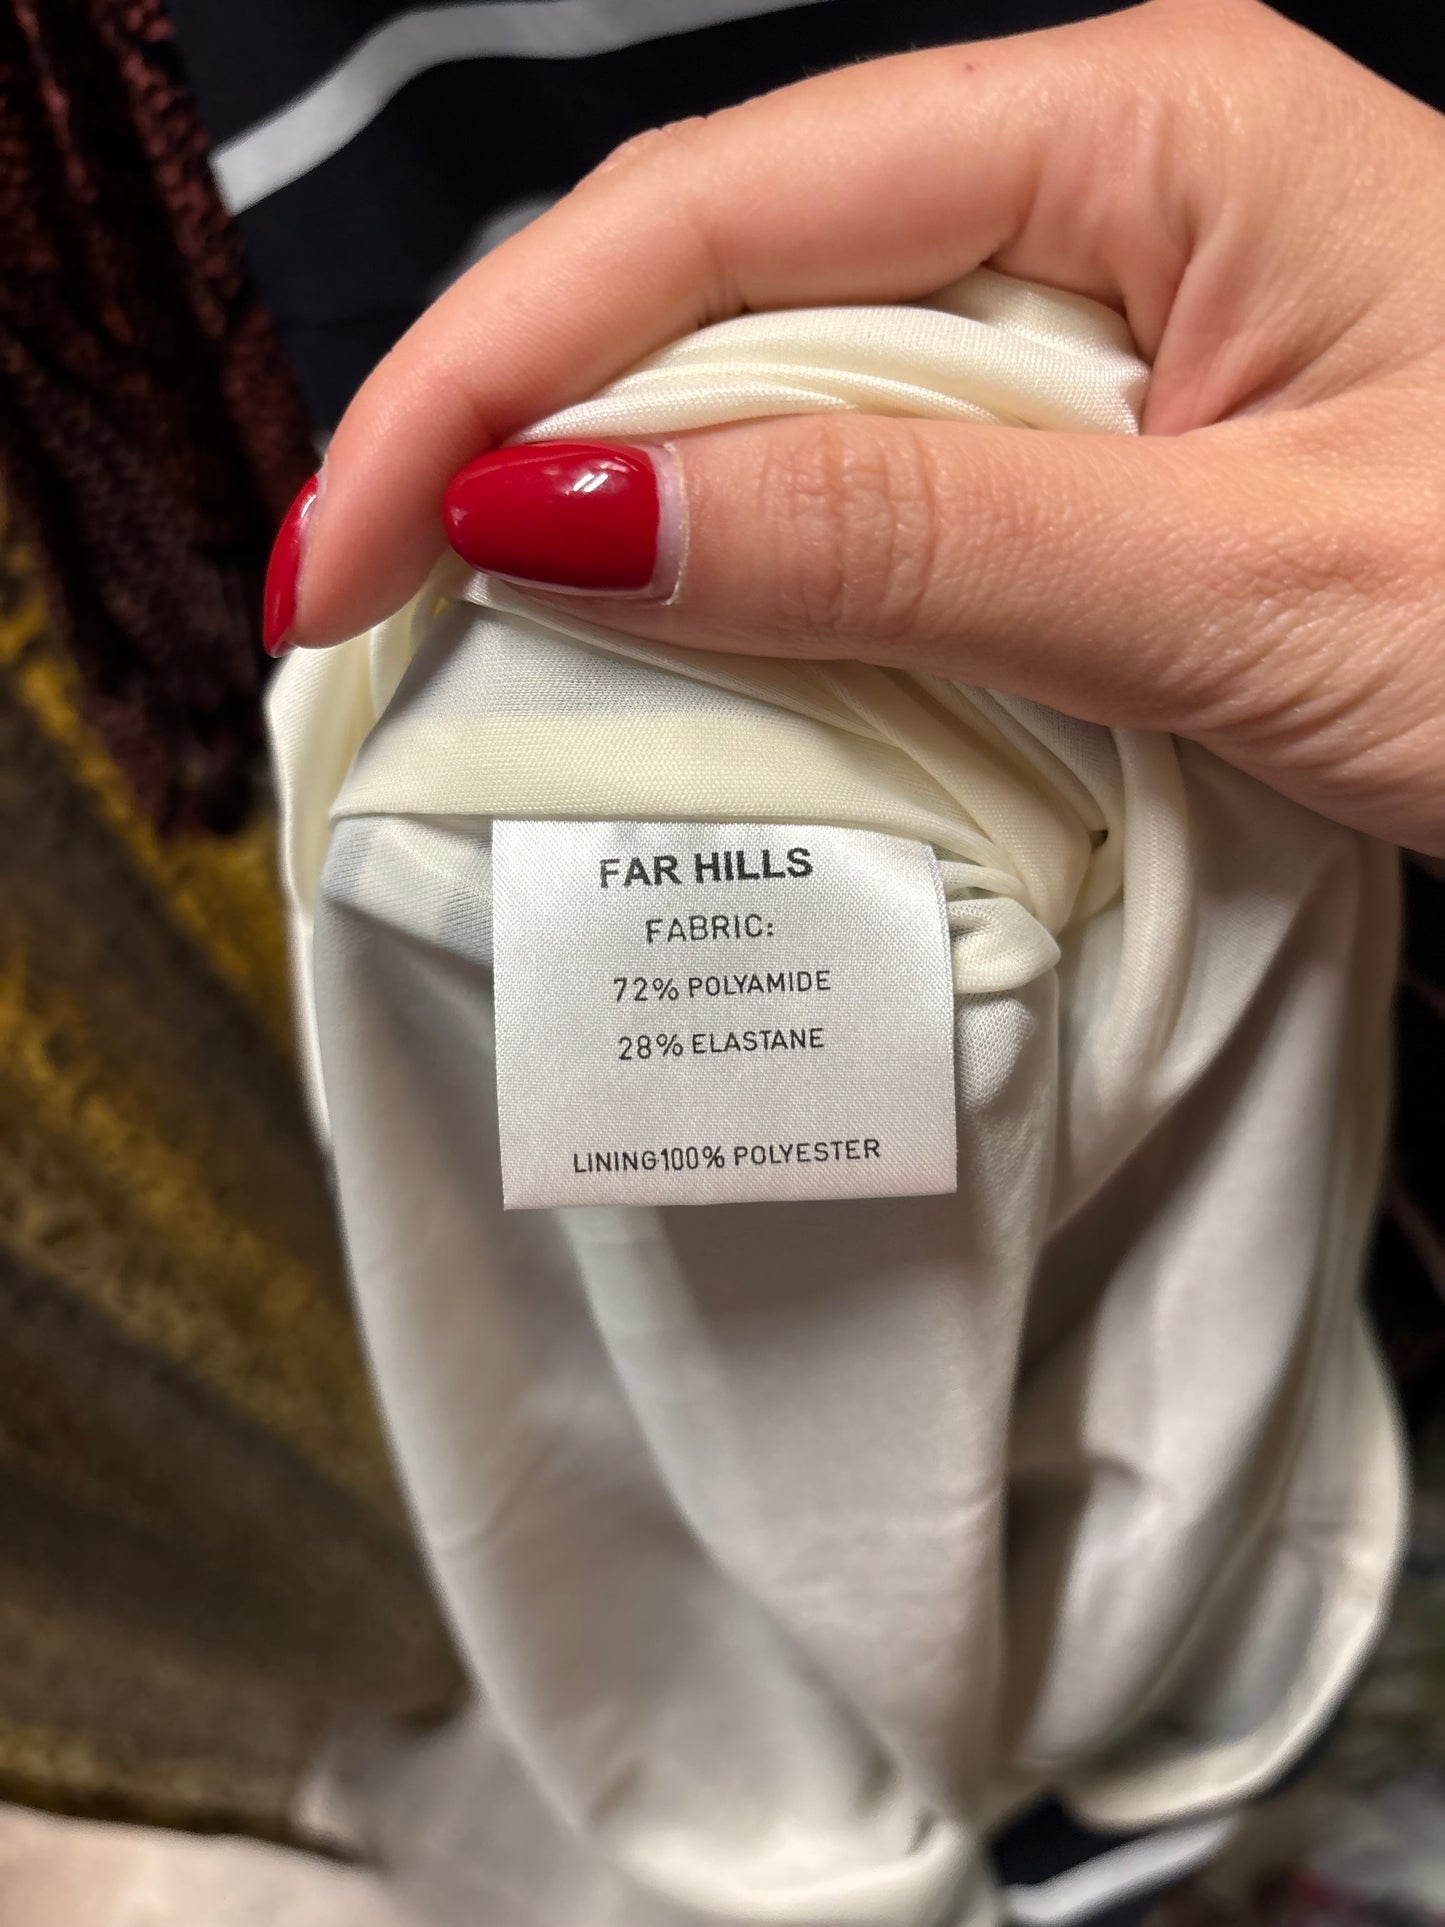 FAR HILLS
FABRIC:
72% POLYAMIDE
28% ELASTANE
LINING100% POLYESTER